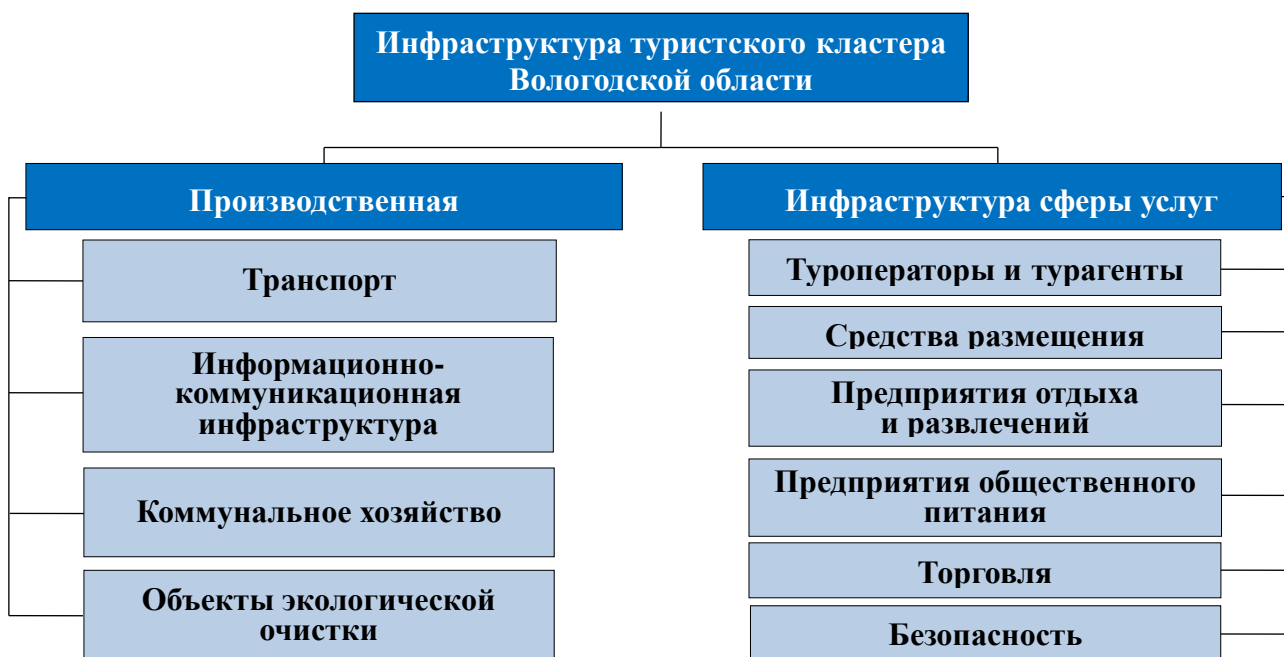 Инфраструктура туристского кластера
Вологодской области
Производственная
Инфраструктура сферы услуг
Транспорт
Информационно-
коммуникационная
инфраструктура
Коммунальное хозяйство
Объекты экологической
очистки
Туроператоры и турагенты
Средства размещения
Предприятия отдыха
и развлечений
Предприятия общественного
питания
Торговля
Безопасность